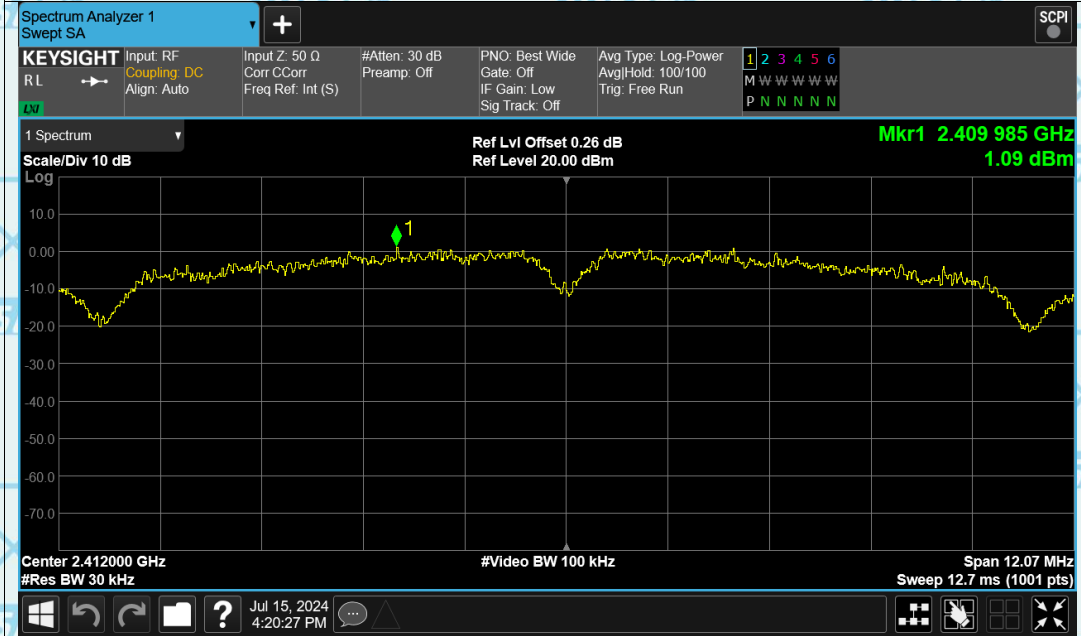 Spectrum Analyzer 1
Swept SA
+
SCPI
KEYSIGHT
R L
LXI
Input: RF
Coupling: DC
Align: Auto
Input Z: 50 Ω
Corr CCorr
Freq Ref: Int (S)
#Atten: 30 dB
Preamp: Off
PNO: Best Wide
Gate: Off
IF Gain: Low
Sig Track: Off
Avg Type: Log-Power
Avg|Hold: 100/100
Trig: Free Run
1 2 3 4 5 6
M W W W W W
P N N N N N
1 Spectrum
Scale/Div 10 dB
Ref Lvl Offset 0.26 dB
Ref Level 20.00 dBm
Mkr1 2.409 985 GHz
1.09 dBm
Log
10.0
0.00
-10.0
-20.0
-30.0
-40.0
-50.0
-60.0
-70.0
1
Center 2.412000 GHz
#Res BW 30 kHz
#Video BW 100 kHz
Span 12.07 MHz
Sweep 12.7 ms (1001 pts)
?
Jul 15, 2024
4:20:27 PM